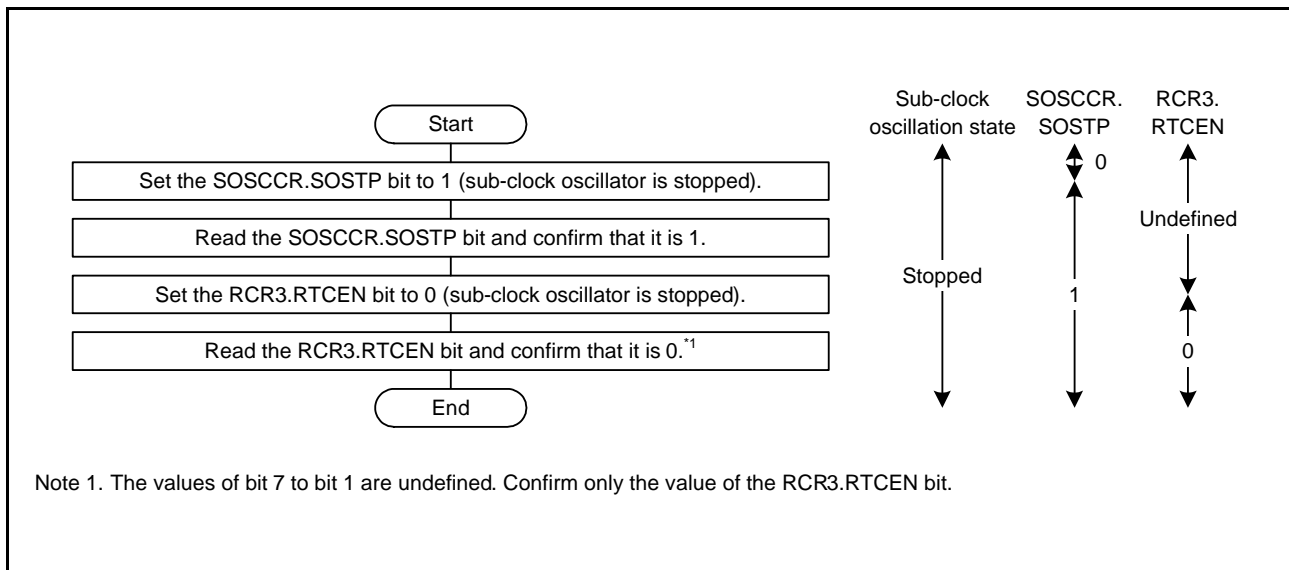 Start
Set the SOSCCR.SOSTP bit to 1 (sub-clock oscillator is stopped).
Read the SOSCCR.SOSTP bit and confirm that it is 1.
Set the RCR3.RTCEN bit to 0 (sub-clock oscillator is stopped).
Read the RCR3.RTCEN bit and confirm that it is 0.*1
End
Sub-clock
oscillation state
Stopped
SOSCCR.
SOSTP
0
1
RCR3.
RTCEN
Undefined
0
Note 1. The values of bit 7 to bit 1 are undefined. Confirm only the value of the RCR3.RTCEN bit.